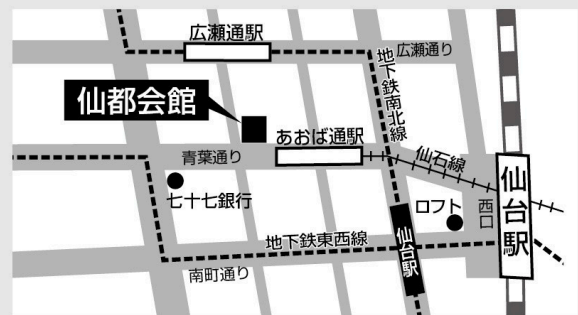 広瀬通駅
広瀬通り
地下鉄南北線
仙都会館
あおば通駅
青葉通り
仙石線
七十七銀行
ロフト
西口
仙台駅
地下鉄東西線
仙台駅
南町通り